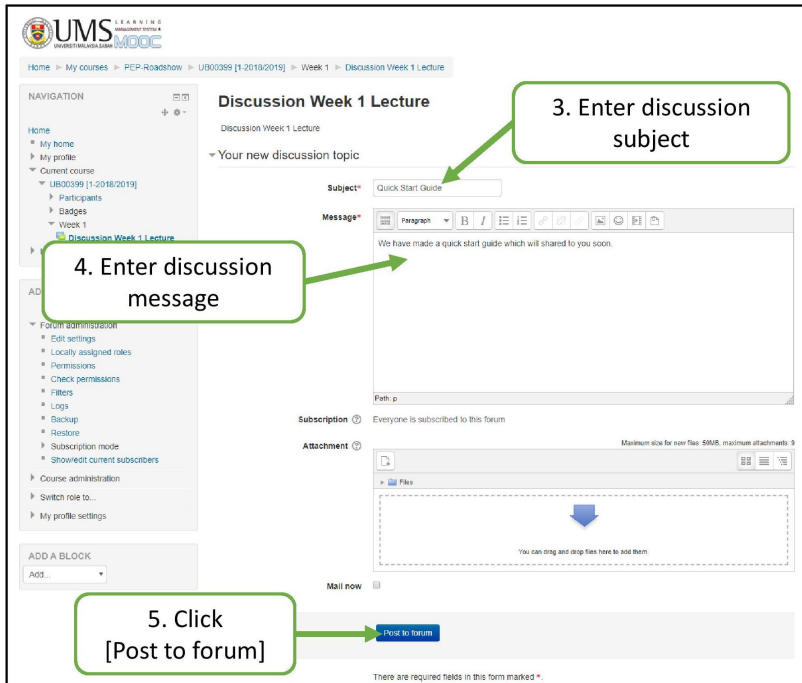 UMS LEARNING
MANAGEMENT SYSTEM &
UNIVERSITI MALAYSIA SABAH MOOC
Home ► My courses ► PEP-Roadshow ► UB00399 [1-2018/2019] ► Week 1 ► Discussion Week 1 Lecture
NAVIGATION
Home
My home
My profile
Current course
UB00399 [1-2018/2019]
Participants
Badges
Week 1
Discussion Week 1 Lecture
Discussion Week 1 Lecture
Discussion Week 1 Lecture
Your new discussion topic
3. Enter discussion
subject
Subject* Quick Start Guide
Message* Paragraph B I
We have made a quick start guide which will shared to you soon.
4. Enter discussion
message
Path: p
AD
Forum administration
Edit settings
Locally assigned roles
Permissions
Check permissions
Filters
Logs
Backup
Restore
Subscription mode
Show/edit current subscribers
Course administration
Switch role to...
My profile settings
ADD A BLOCK
Add...
Subscription Everyone is subscribed to this forum
Attachment Maximum size for new files: 50MB, maximum attachments: 9
Files
You can drag and drop files here to add them.
Mail now
5. Click
[Post to forum]
Post to forum
There are required fields in this form marked *.